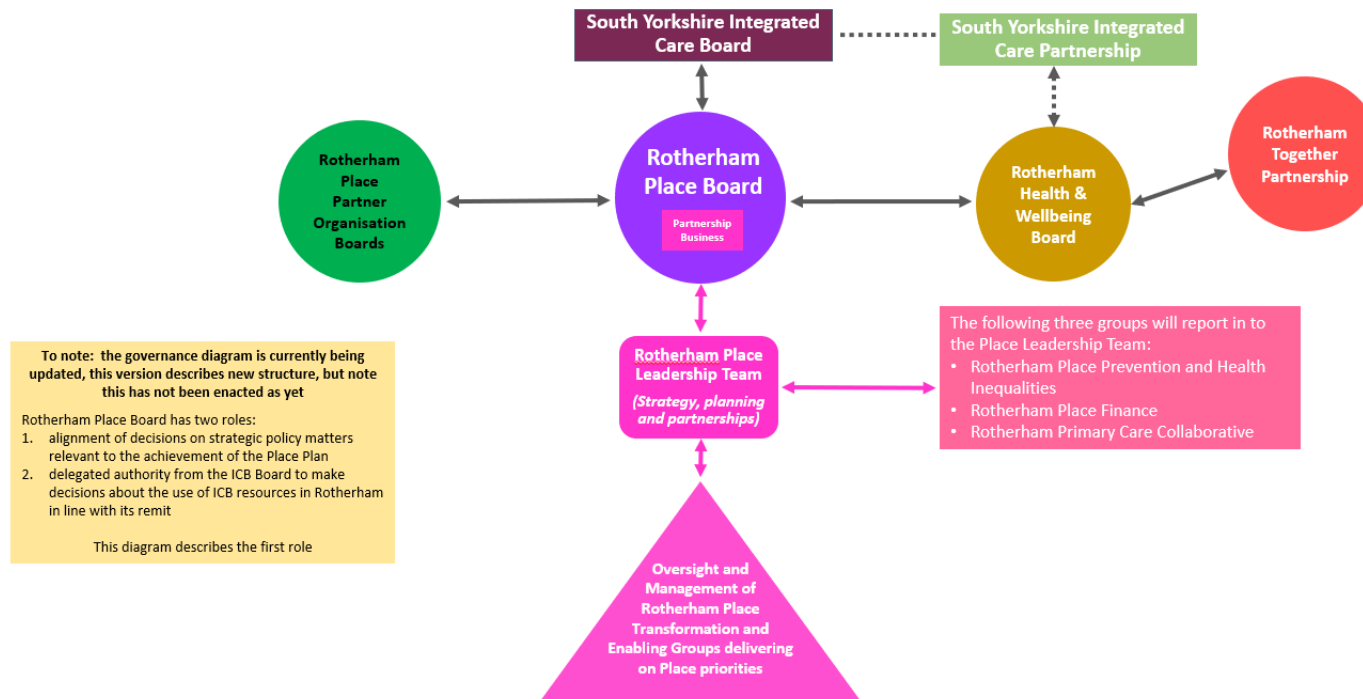 South Yorkshire Integrated
Care Board
South Yorkshire Integrated
Care Partnership
Rotherham
Place
Partner
Organisation
Boards
Rotherham
Place Board
Partnership
Business
Rotherham
Health &
Wellbeing
Board
Rotherham
Together
Partnership
To note:  the governance diagram is currently being
updated, this version describes new structure, but note
this has not been enacted as yet
Rotherham Place Board has two roles:
1. alignment of decisions on strategic policy matters
relevant to the achievement of the Place Plan
2. delegated authority from the ICB Board to make
decisions about the use of ICB resources in Rotherham
in line with its remit
This diagram describes the first role
Rotherham Place
Leadership Team
(Strategy, planning
and partnerships)
The following three groups will report in to
the Place Leadership Team:
• Rotherham Place Prevention and Health
Inequalities
• Rotherham Place Finance
• Rotherham Primary Care Collaborative
Oversight and
Management of
Rotherham Place
Transformation and
Enabling Groups delivering
on Place priorities